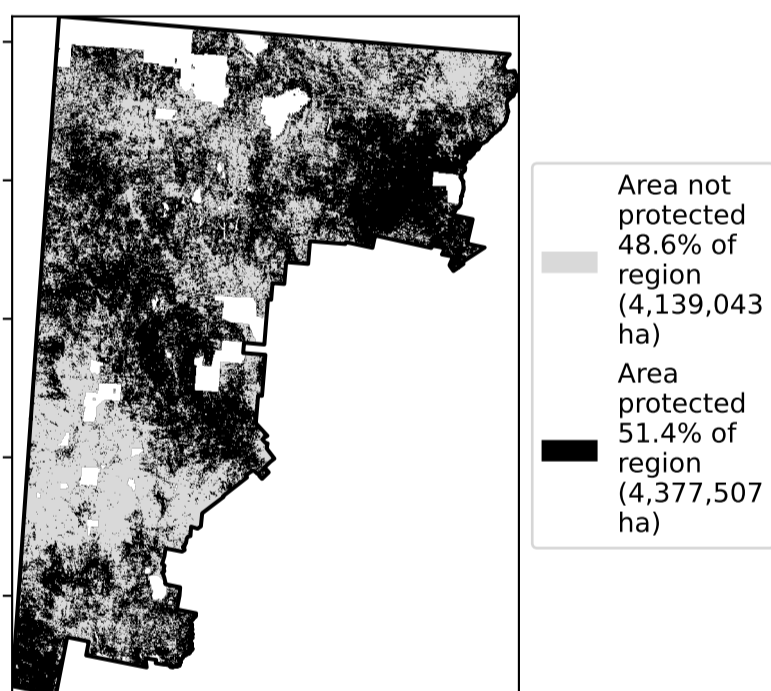 Area not
protected
48.6% of
region
(4,139,043
ha)
Area
protected
51.4% of
region
(4,377,507
ha)